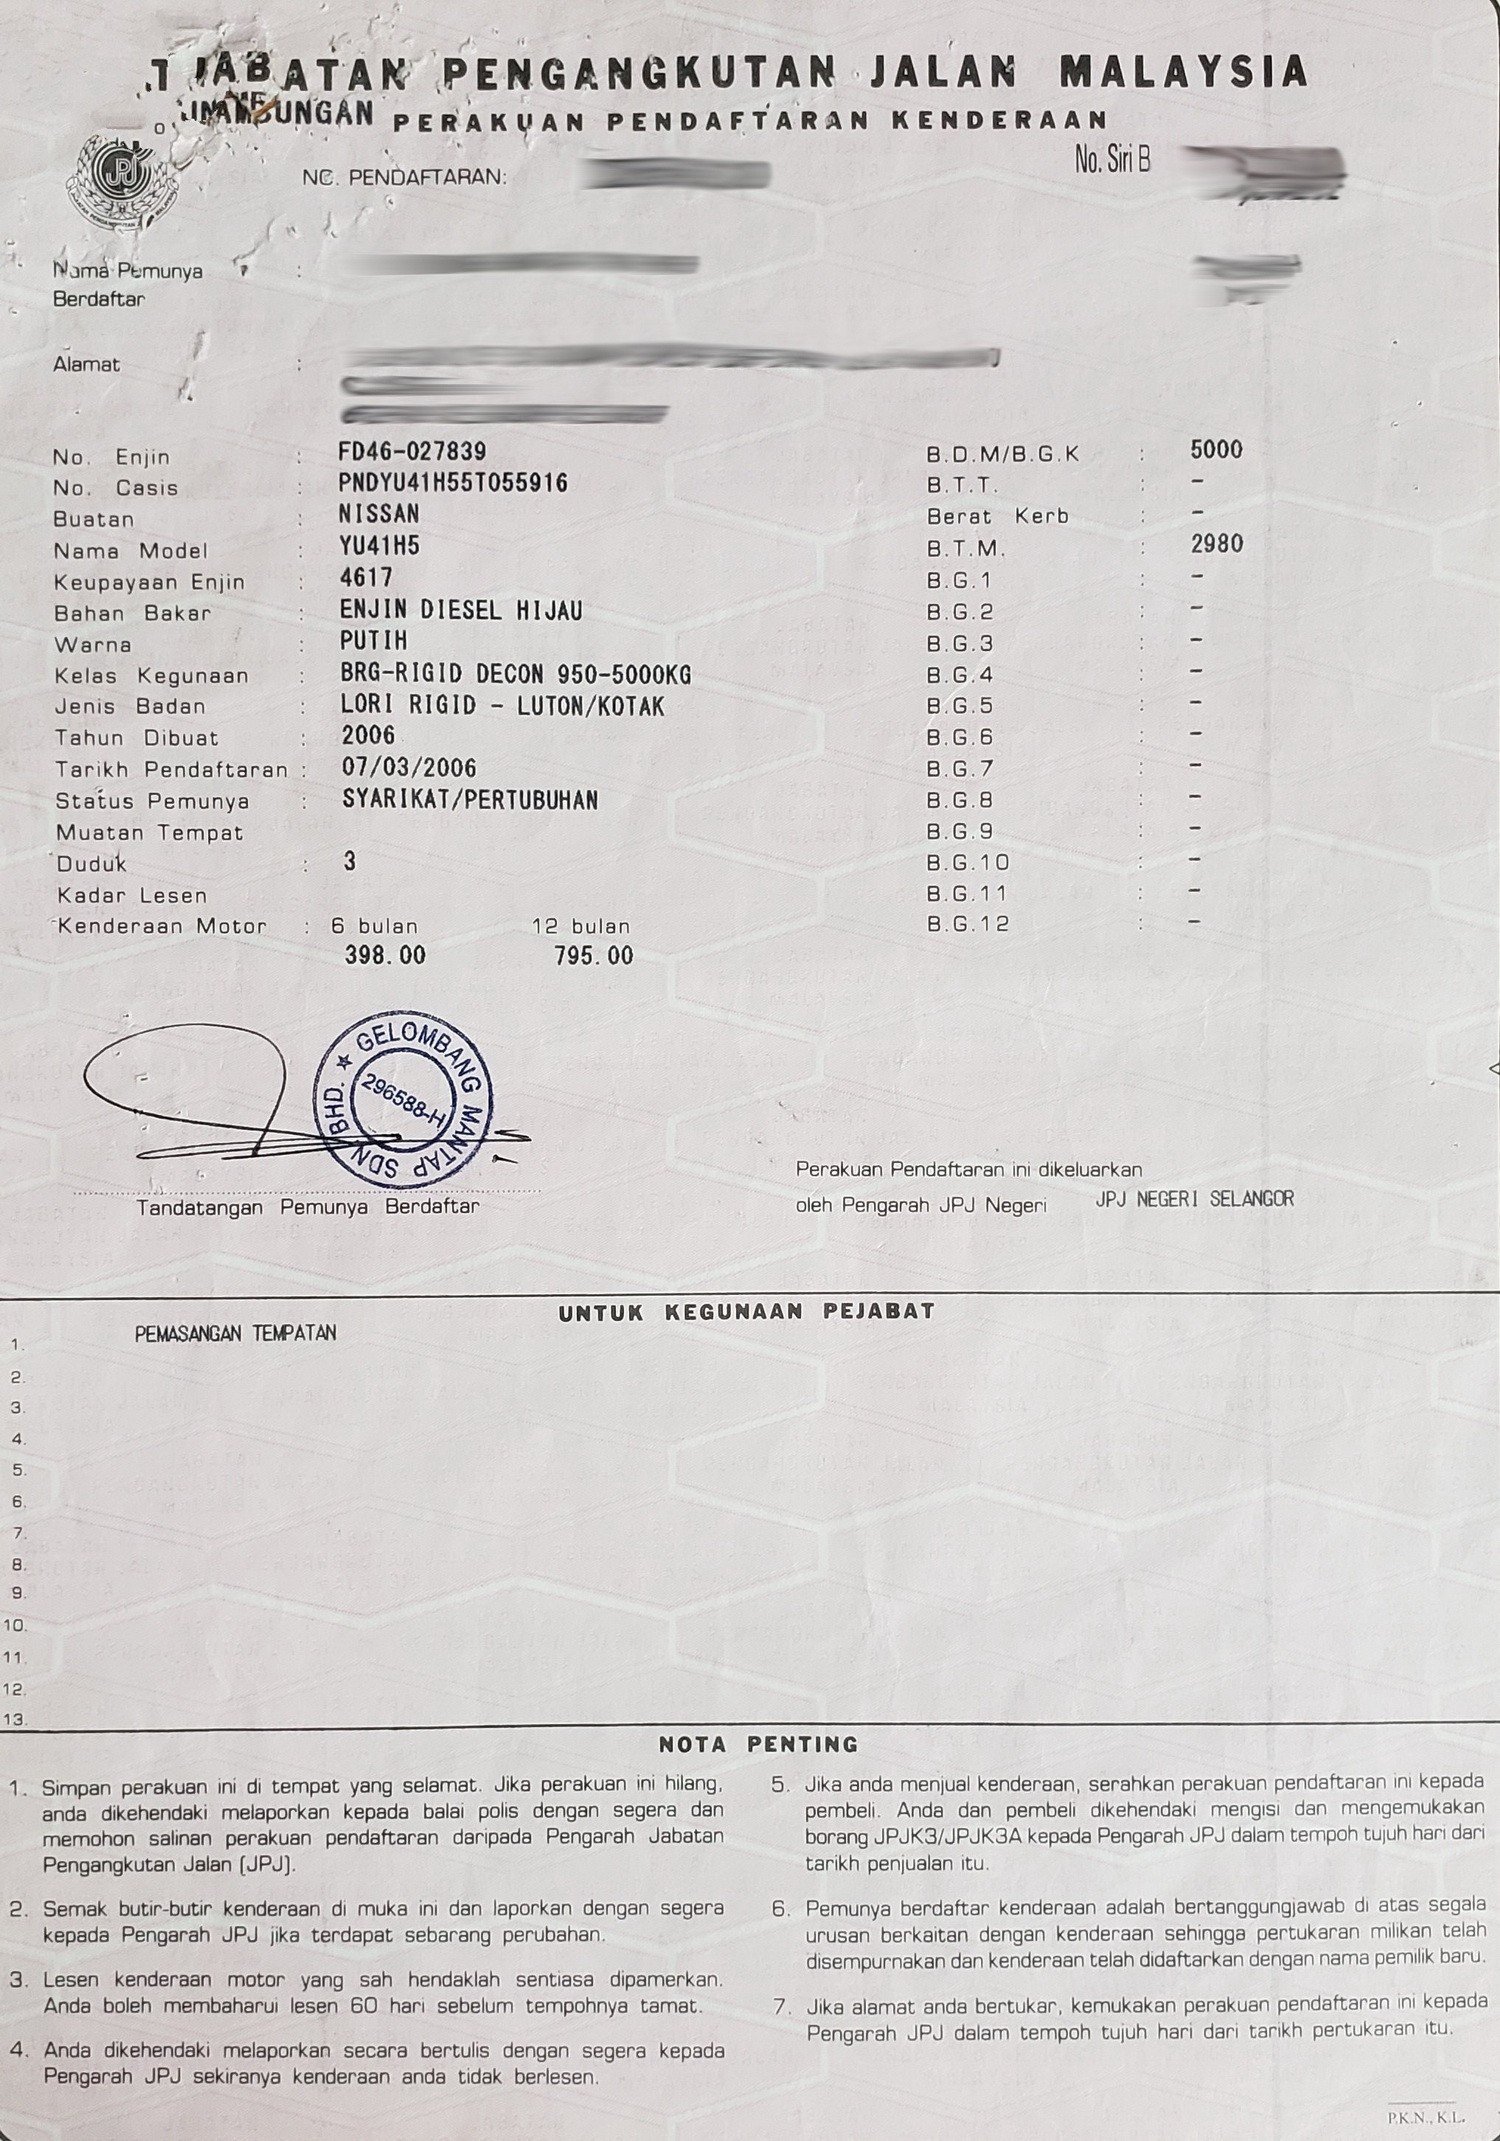 JABATAN PENGANGKUTAN JALAN MALAYSIA
PERAKUAN PENDAFTARAN KENDERAAN
No. Siri B
NO. PENDAFTARAN:
Nama Pemunya :
Berdaftar
Alamat :
No. Enjin : FD46-027839
B.D.M/B.G.K : 5000
No. Casis : PNDYU41H55T055916
B.T.T. : -
Buatan : NISSAN
Berat Kerb : -
Nama Model : YU41H5
B.T.M. : 2980
Keupayaan Enjin : 4617
B.G.1 : -
Bahan Bakar : ENJIN DIESEL HIJAU
B.G.2 : -
Warna : PUTIH
B.G.3 : -
Kelas Kegunaan : BRG-RIGID DECON 950-5000KG
B.G.4 : -
Jenis Badan : LORI RIGID - LUTON/KOTAK
B.G.5 : -
Tahun Dibuat : 2006
B.G.6 : -
Tarikh Pendaftaran : 07/03/2006
B.G.7 : -
Status Pemunya : SYARIKAT/PERTUBUHAN
B.G.8 : -
Muatan Tempat
B.G.9 : -
Duduk : 3
B.G.10 : -
Kadar Lesen
B.G.11 : -
Kenderaan Motor : 6 bulan 12 bulan
B.G.12 : -
398.00 795.00
GELOMBANG MANTAP SDN BHD. ★
296588-H
Tandatangan Pemunya Berdaftar
Perakuan Pendaftaran ini dikeluarkan
oleh Pengarah JPJ Negeri JPJ NEGERI SELANGOR
UNTUK KEGUNAAN PEJABAT
1. PEMASANGAN TEMPATAN
2.
3.
4.
5.
6.
7.
8.
9.
10.
11.
12.
13.
NOTA PENTING
1. Simpan perakuan ini di tempat yang selamat. Jika perakuan ini hilang,
anda dikehendaki melaporkan kepada balai polis dengan segera dan
memohon salinan perakuan pendaftaran daripada Pengarah Jabatan
Pengangkutan Jalan (JPJ).
2. Semak butir-butir kenderaan di muka ini dan laporkan dengan segera
kepada Pengarah JPJ jika terdapat sebarang perubahan.
3. Lesen kenderaan motor yang sah hendaklah sentiasa dipamerkan.
Anda boleh membaharui lesen 60 hari sebelum tempohnya tamat.
4. Anda dikehendaki melaporkan secara bertulis dengan segera kepada
Pengarah JPJ sekiranya kenderaan anda tidak berlesen.
5. Jika anda menjual kenderaan, serahkan perakuan pendaftaran ini kepada
pembeli. Anda dan pembeli dikehendaki mengisi dan mengemukakan
borang JPJK3/JPJK3A kepada Pengarah JPJ dalam tempoh tujuh hari dari
tarikh penjualan itu.
6. Pemunya berdaftar kenderaan adalah bertanggungjawab di atas segala
urusan berkaitan dengan kenderaan sehingga pertukaran milikan telah
disempurnakan dan kenderaan telah didaftarkan dengan nama pemilik baru.
7. Jika alamat anda bertukar, kemukakan perakuan pendaftaran ini kepada
Pengarah JPJ dalam tempoh tujuh hari dari tarikh pertukaran itu.
P.K.N., K.L.